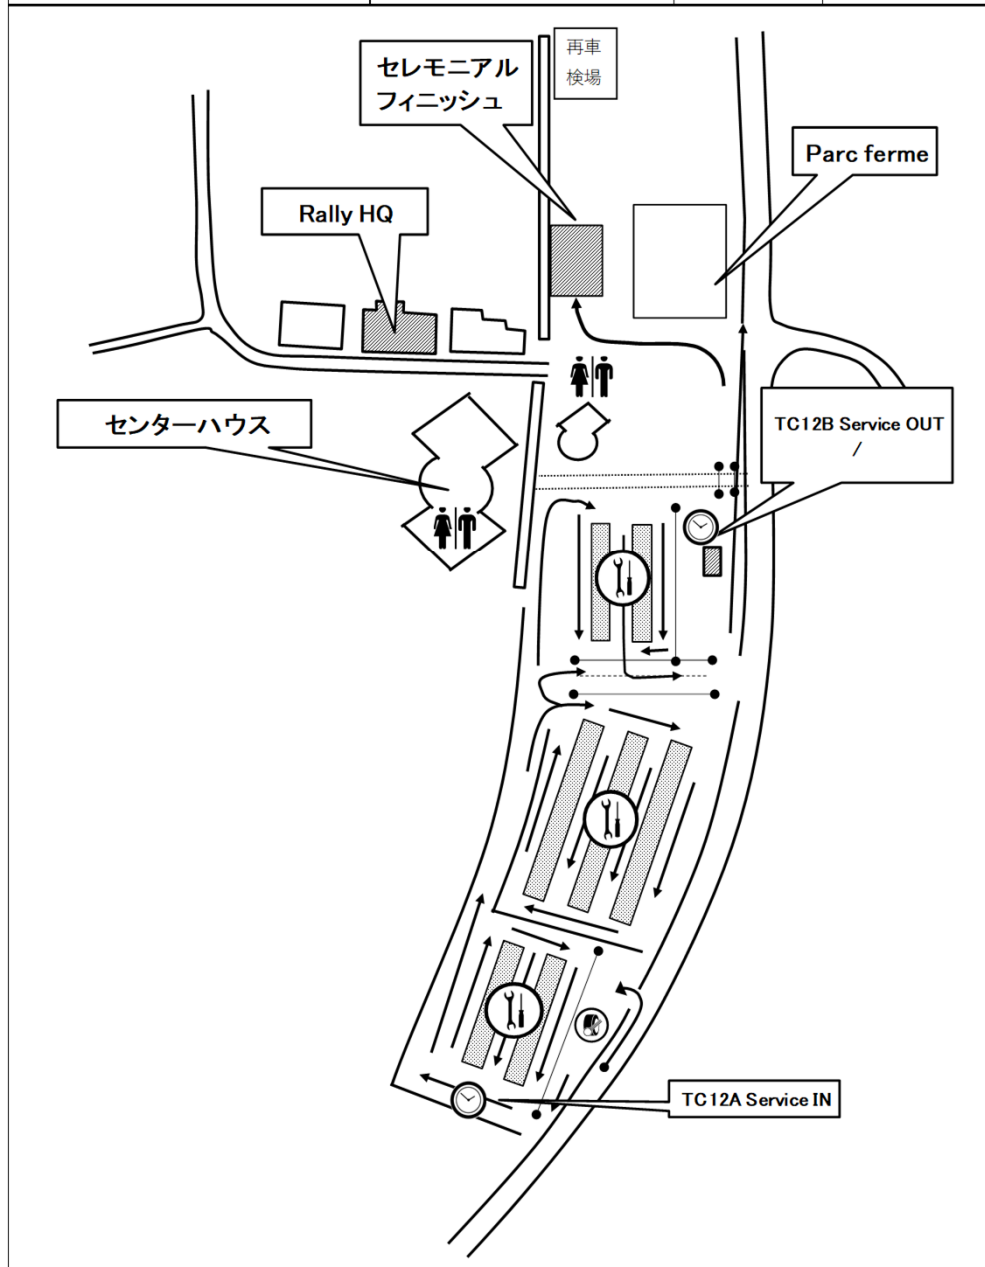 再車
検場
セレモニアル
フィニッシュ
Parc ferme
Rally HQ
センターハウス
TC12B Service OUT
/
TC12A Service IN